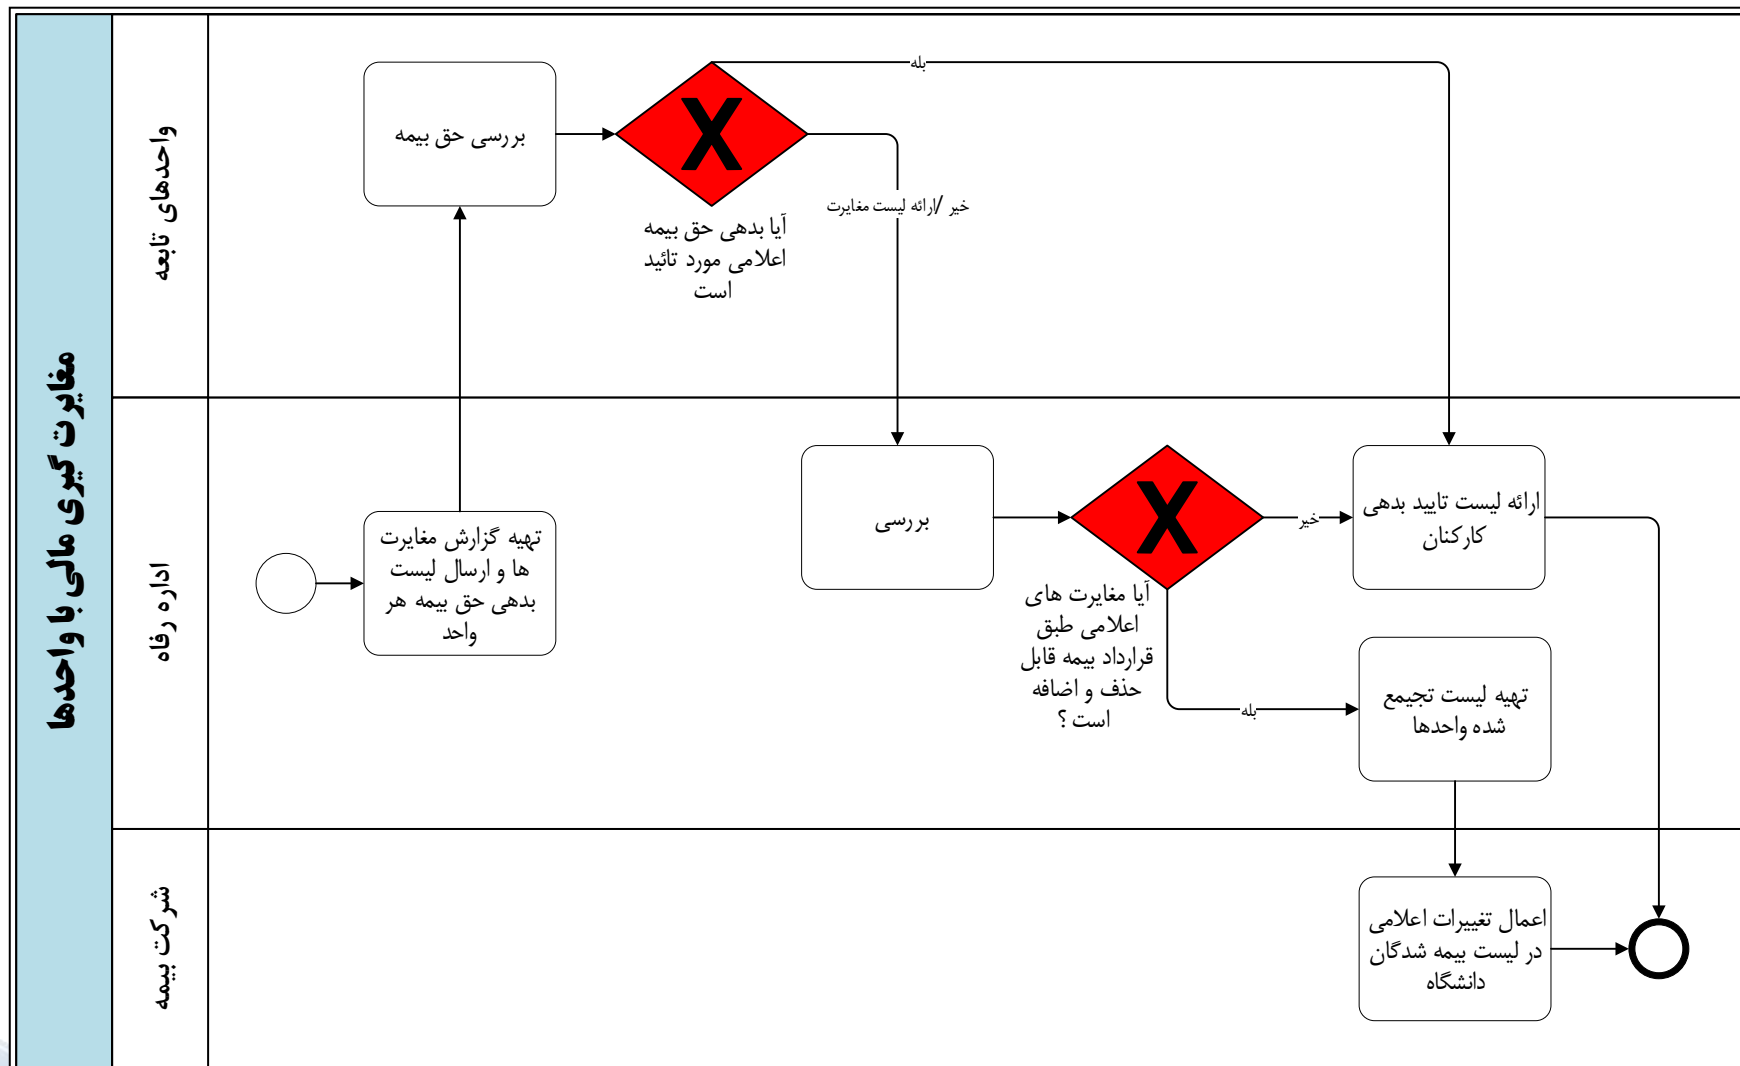 مغایرت گیری مالی با واحدها
واحدهای تابعه
بررسی حق بیمه
آیا بدهی حق بیمه
اعلامی مورد تائید
است
بله
خیر /ارائه لیست مغایرت
اداره رفاه
تهیه گزارش مغایرت
ها و ارسال لیست
بدهی حق بیمه هر
واحد
بررسی
آیا مغایرت های
اعلامی طبق
قرارداد بیمه قابل
حذف و اضافه
است ؟
خیر
بله
ارائه لیست تایید بدهی
کارکنان
تهیه لیست تجیمع
شده واحدها
شرکت بیمه
اعمال تغییرات اعلامی
در لیست بیمه شدگان
دانشگاه